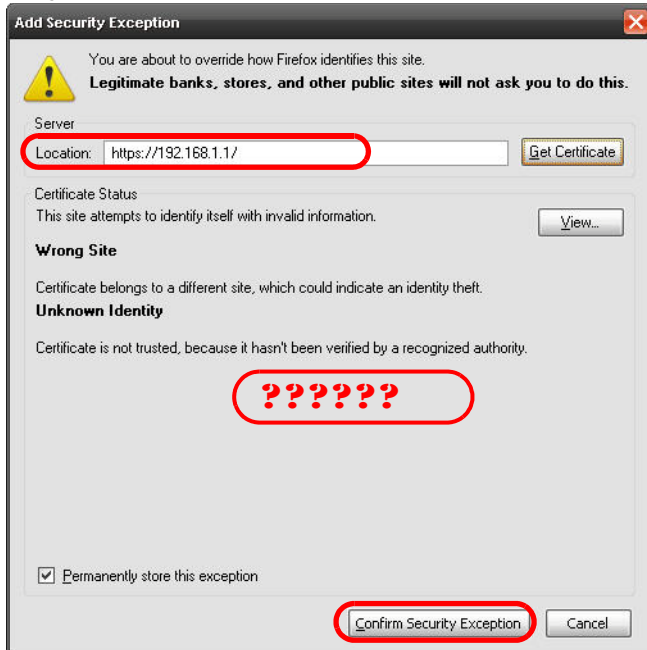 Add Security Exception
You are about to override how Firefox identifies this site.
Legitimate banks, stores, and other public sites will not ask you to do this.
Server
Location: https://192.168.1.1/ Get Certificate
Certificate Status
This site attempts to identify itself with invalid information.
View...
Wrong Site
Certificate belongs to a different site, which could indicate an identity theft.
Unknown Identity
Certificate is not trusted, because it hasn't been verified by a recognized authority.
??????
Permanently store this exception
Confirm Security Exception Cancel